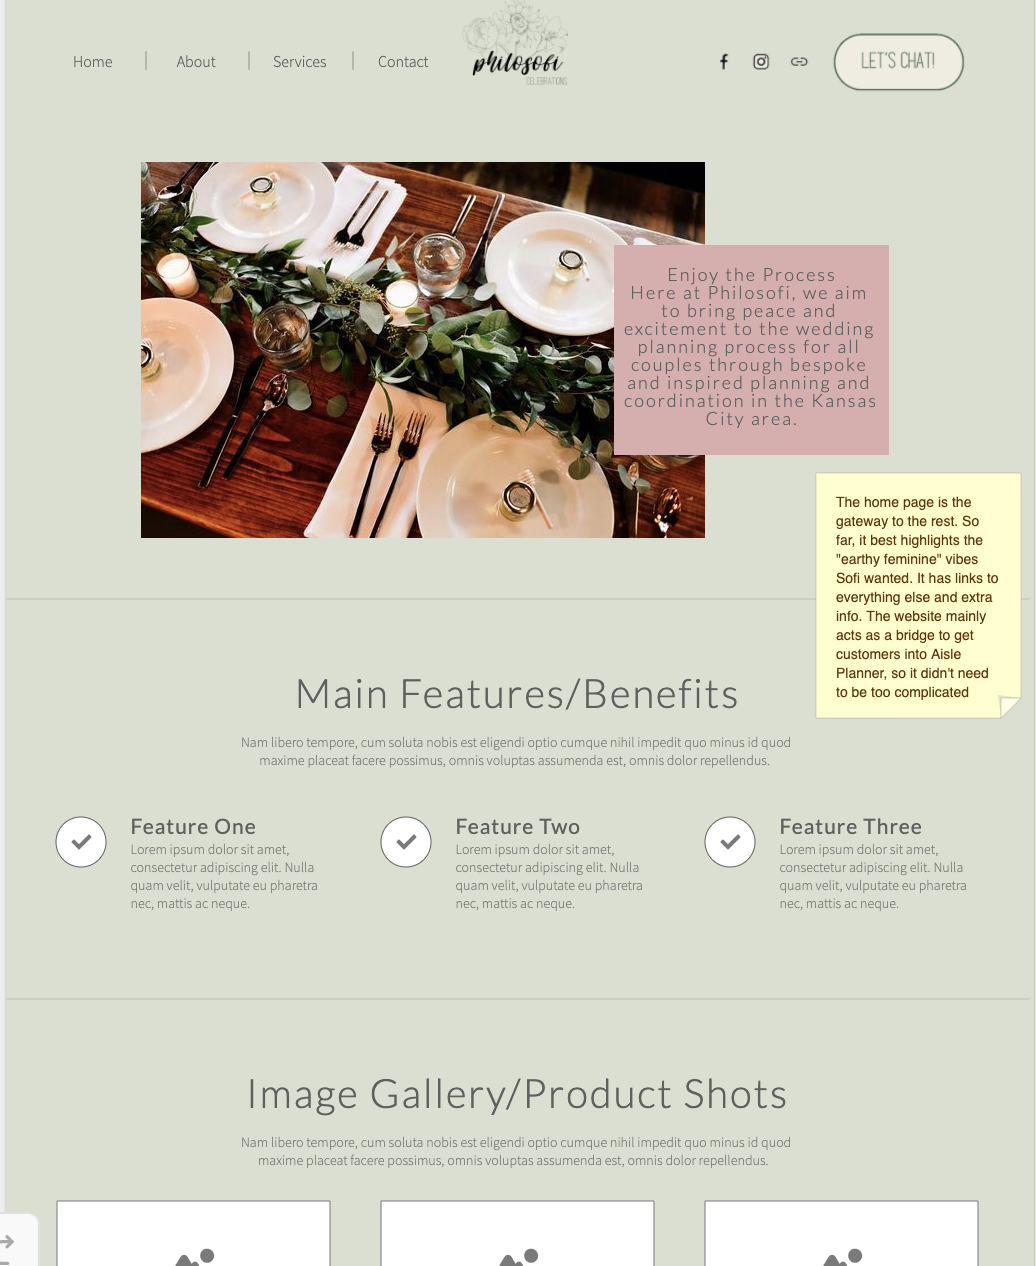 Home
About
Services
Contact
philosofi
CELEBRATIONS
LET'S CHAT!
Enjoy the Process
Here at Philosofi, we aim
to bring peace and
excitement to the wedding
planning process for all
couples through bespoke
and inspired planning and
coordination in the Kansas
City area.
The home page is the
gateway to the rest. So
far, it best highlights the
"earthy feminine" vibes
Sofi wanted. It has links to
everything else and extra
info. The website mainly
acts as a bridge to get
customers into Aisle
Planner, so it didn't need
to be too complicated
Main Features/Benefits
Nam libero tempore, cum soluta nobis est eligendi optio cumque nihil impedit quo minus id quod
maxime placeat facere possimus, omnis voluptas assumenda est, omnis dolor repellendus.
Feature One
Lorem ipsum dolor sit amet,
consectetur adipiscing elit. Nulla
quam velit, vulputate eu pharetra
nec, mattis ac neque.
Feature Two
Lorem ipsum dolor sit amet,
consectetur adipiscing elit. Nulla
quam velit, vulputate eu pharetra
nec, mattis ac neque.
Feature Three
Lorem ipsum dolor sit amet,
consectetur adipiscing elit. Nulla
quam velit, vulputate eu pharetra
nec, mattis ac neque.
Image Gallery/Product Shots
Nam libero tempore, cum soluta nobis est eligendi optio cumque nihil impedit quo minus id quod
maxime placeat facere possimus, omnis voluptas assumenda est, omnis dolor repellendus.